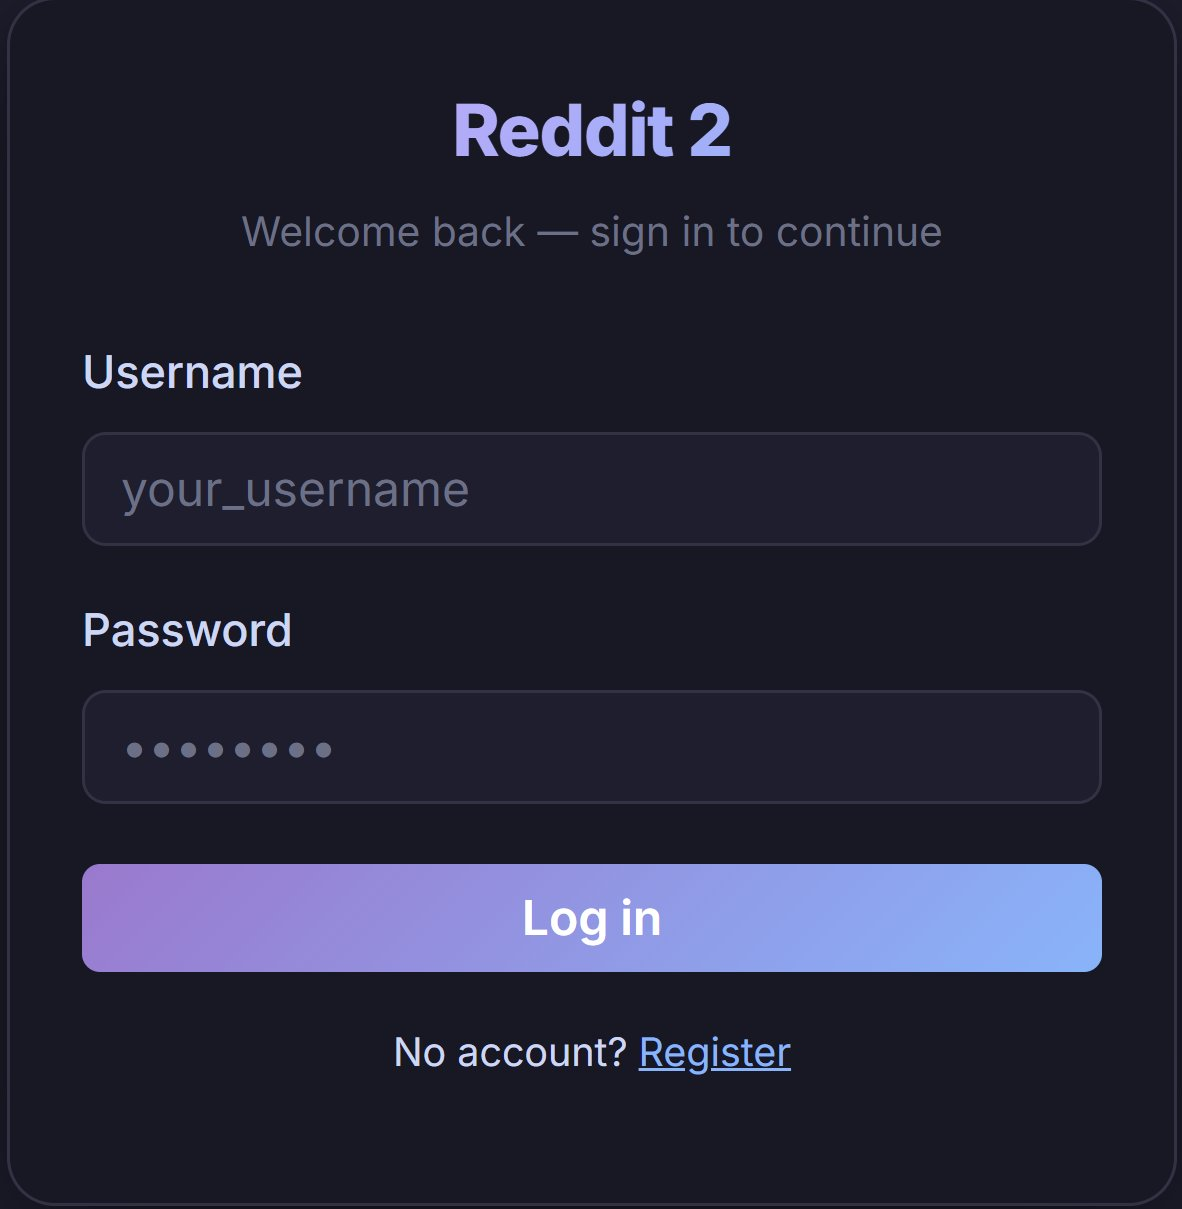 Reddit 2
Welcome back — sign in to continue
Username
your_username
Password
••••••••
Log in
No account? Register